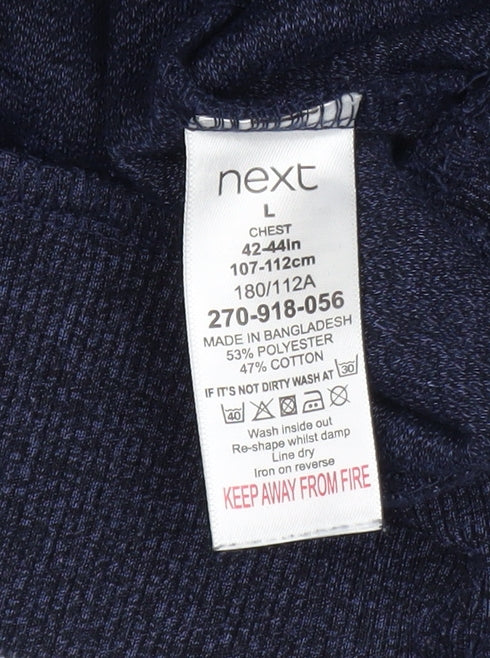 next
L
CHEST
42-44in
107-112cm
180/112A
270-918-056
MADE IN BANGLADESH
53% POLYESTER
47% COTTON
IF IT'S NOT DIRTY WASH AT 30
40
Wash inside out
Re-shape whilst damp
Line dry
Iron on reverse
KEEP AWAY FROM FIRE